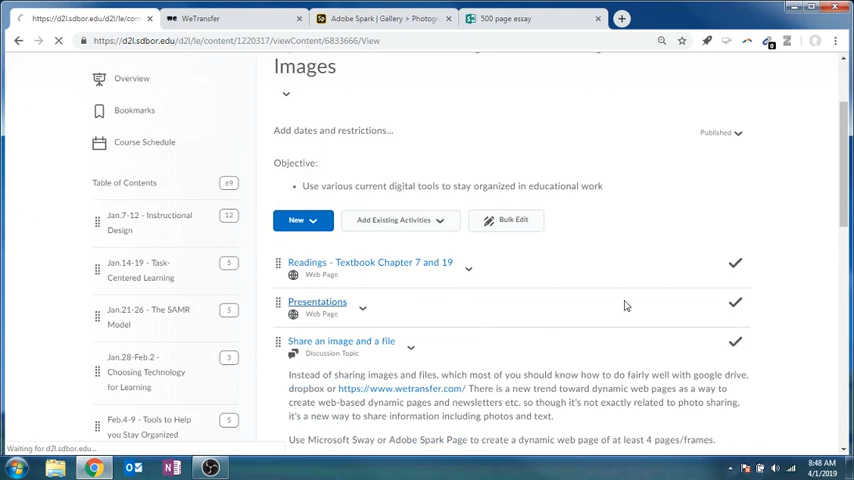 https://d2l.sdbor.edu/d2l/le/con
WeTransfer
Adobe Spark | Gallery > Photog
500 page essay
https://d2l.sdbor.edu/d2l/le/content/1220317/viewContent/6833666/View
Images
Overview
Bookmarks
Course Schedule
Table of Contents
69
Jan.7-12 - Instructional
Design
12
Jan.14-19 - Task-
Centered Learning
5
Jan.21-26 - The SAMR
Model
5
Jan.28-Feb.2 -
Choosing Technology
for Learning
3
Feb.4-9 - Tools to Help
you Stay Organized
5
Add dates and restrictions...
Published
Objective:
• Use various current digital tools to stay organized in educational work
New
Add Existing Activities
Bulk Edit
Readings - Textbook Chapter 7 and 19
Web Page
Presentations
Web Page
Share an image and a file
Discussion Topic
Instead of sharing images and files, which most of you should know how to do fairly well with google drive,
dropbox or https://www.wetransfer.com/ There is a new trend toward dynamic web pages as a way to
create web-based dynamic pages and newsletters etc. so though it's not exactly related to photo sharing,
it's a new way to share information including photos and text.
Use Microsoft Sway or Adobe Spark Page to create a dynamic web page of at least 4 pages/frames.
Waiting for d2l.sdbor.edu...
8:48 AM
4/1/2019